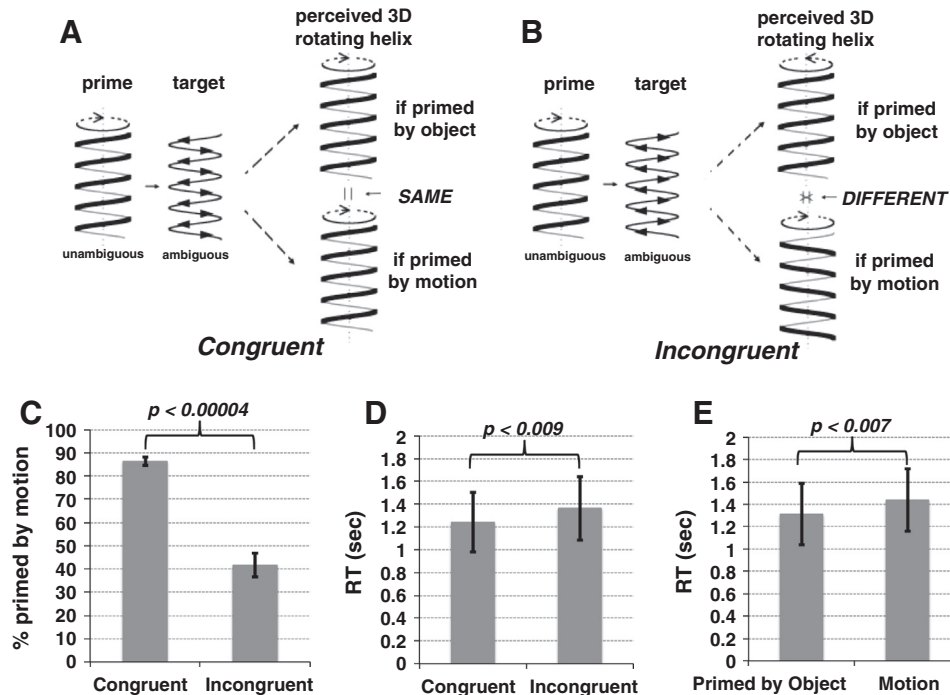 A
prime
target
perceived 3D
rotating helix
if primed
by object
SAME
unambiguous
ambiguous
if primed
by motion
Congruent
B
prime
target
perceived 3D
rotating helix
if primed
by object
DIFFERENT
unambiguous
ambiguous
if primed
by motion
Incongruent
C
p < 0.00004
% primed by motion
100
90
80
70
60
50
40
30
20
10
0
Congruent Incongruent
D
p < 0.009
RT (sec)
2
1.8
1.6
1.4
1.2
1
0.8
0.6
0.4
0.2
0
Congruent Incongruent
E
p < 0.007
RT (sec)
2
1.8
1.6
1.4
1.2
1
0.8
0.6
0.4
0.2
0
Primed by Object Motion